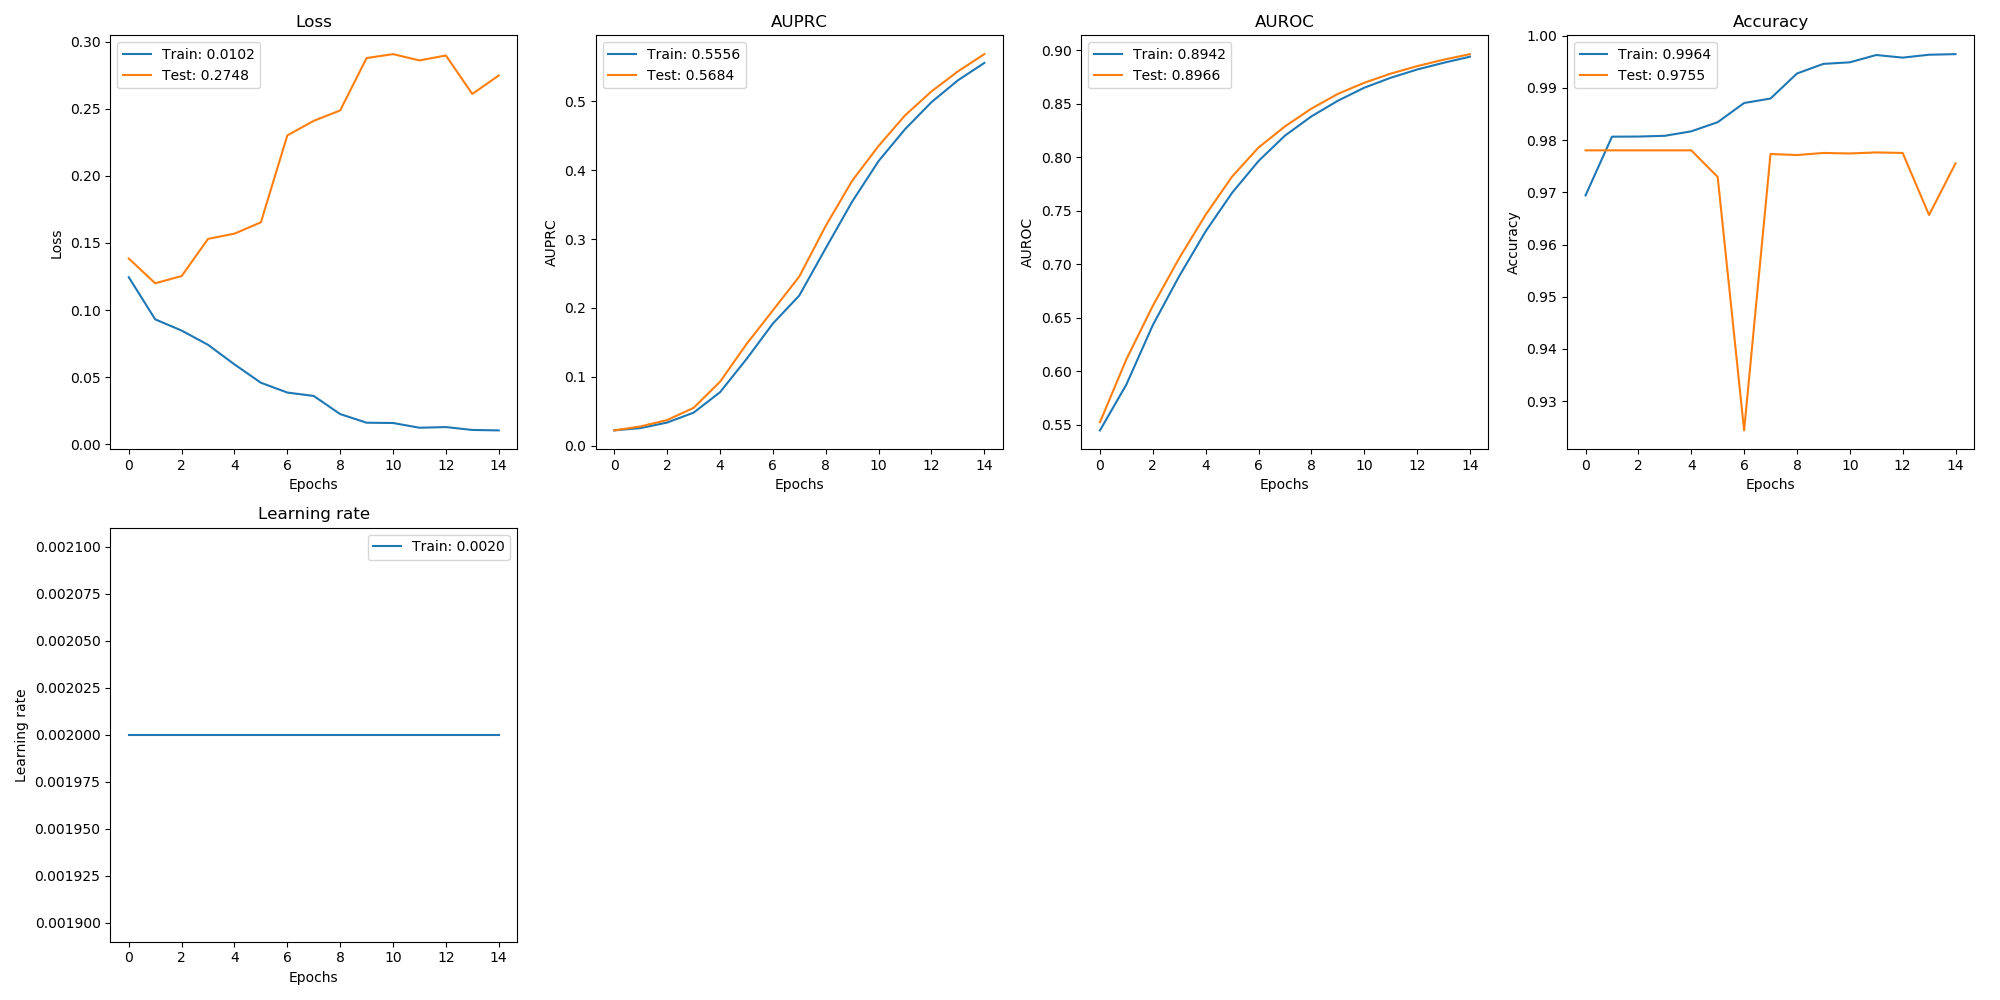 Loss
Train: 0.0102
Test: 0.2748
0.30
0.25
0.20
0.15
0.10
0.05
0.00
Loss
0 2 4 6 8 10 12 14
Epochs
AUPRC
Train: 0.5556
Test: 0.5684
0.5
0.4
0.3
0.2
0.1
0.0
AUPRC
0 2 4 6 8 10 12 14
Epochs
AUROC
Train: 0.8942
Test: 0.8966
0.90
0.85
0.80
0.75
0.70
0.65
0.60
0.55
AUROC
0 2 4 6 8 10 12 14
Epochs
Accuracy
Train: 0.9964
Test: 0.9755
1.00
0.99
0.98
0.97
0.96
0.95
0.94
0.93
Accuracy
0 2 4 6 8 10 12 14
Epochs
Learning rate
Train: 0.0020
0.002100
0.002075
0.002050
0.002025
0.002000
0.001975
0.001950
0.001925
0.001900
Learning rate
0 2 4 6 8 10 12 14
Epochs